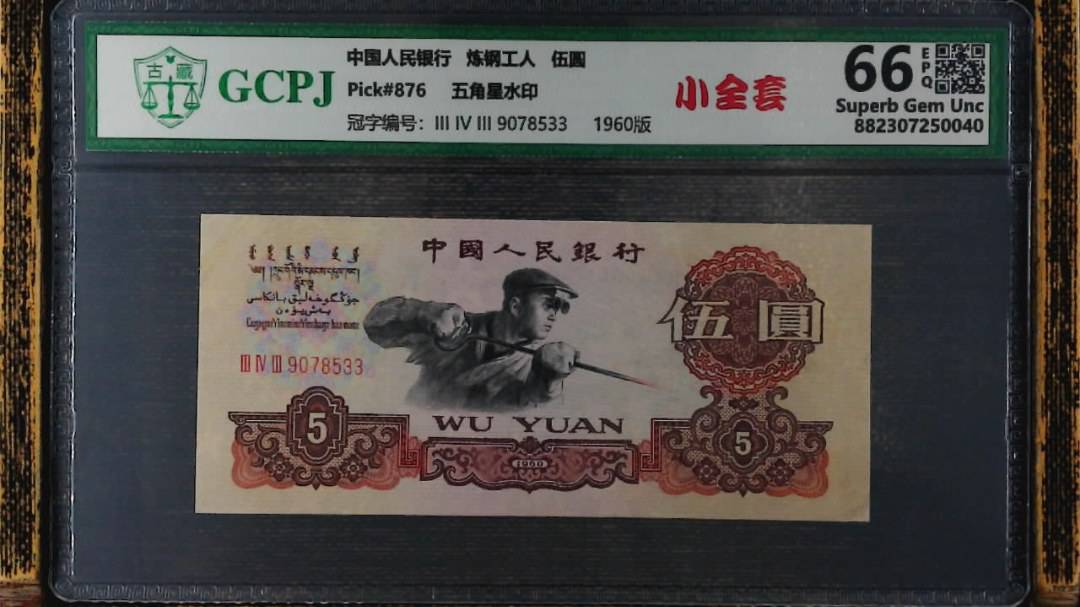 古藏
GCPJ
中国人民银行 炼钢工人 伍圆
Pick#876 五角星水印
冠字编号: III IV III 9078533 1960版
小全套
66 EPQ
Superb Gem Unc
882307250040
中國人民銀行
伍圓
III IV III 9078533
5
WU YUAN
1960
5